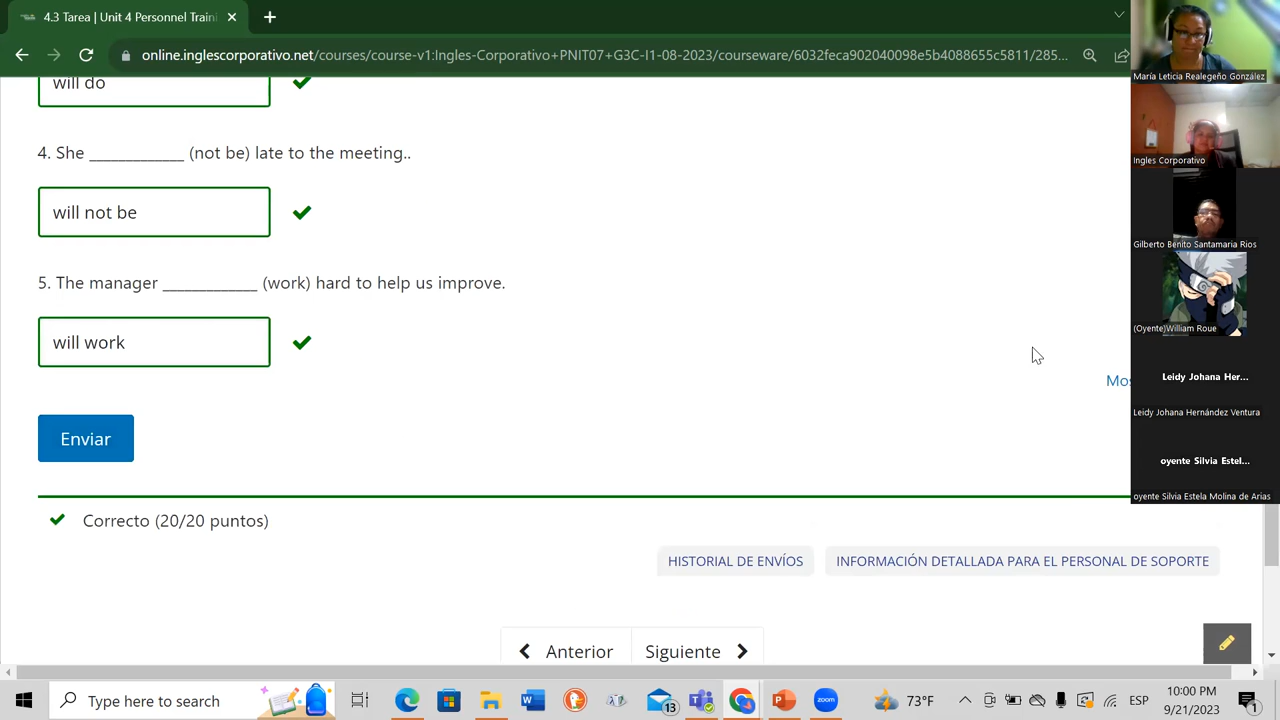 4.3 Tarea | Unit 4 Personnel Traini
online.inglescorporativo.net/courses/course-v1:Ingles-Corporativo+PNIT07+G3C-I1-08-2023/courseware/6032feca902040098e5b4088655c5811/285...
will do
4. She _____________ (not be) late to the meeting..
will not be
5. The manager _____________ (work) hard to help us improve.
will work
Mos
Enviar
Correcto (20/20 puntos)
HISTORIAL DE ENVÍOS
INFORMACIÓN DETALLADA PARA EL PERSONAL DE SOPORTE
Anterior
Siguiente
María Leticia Realegeño González
Ingles Corporativo
Gilberto Benito Santamaria Rios
(Oyente)William Roue
Leidy Johana Her...
Leidy Johana Hernández Ventura
oyente Silvia Estel...
oyente Silvia Estela Molina de Arias
Type here to search
13
73°F
ESP
10:00 PM
9/21/2023
1